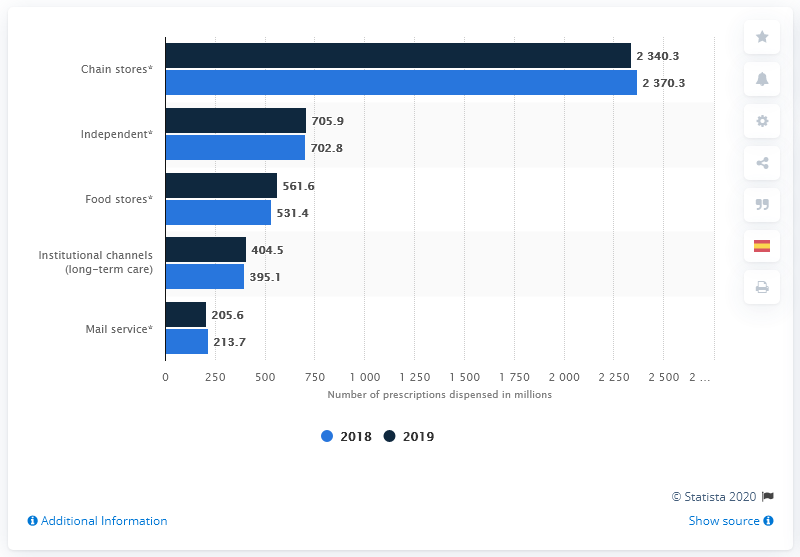 Chain stores*
2 340.3
2 370.3
Independent*
705.9
702.8
Food stores*
561.6
531.4
Institutional channels
(long-term care)
404.5
395.1
Mail service*
205.6
213.7
0 250 500 750 1 000 1 250 1 500 1 750 2 000 2 250 2 500 2 ...
Number of prescriptions dispensed in millions
2018 2019
© Statista 2020
Additional Information
Show source